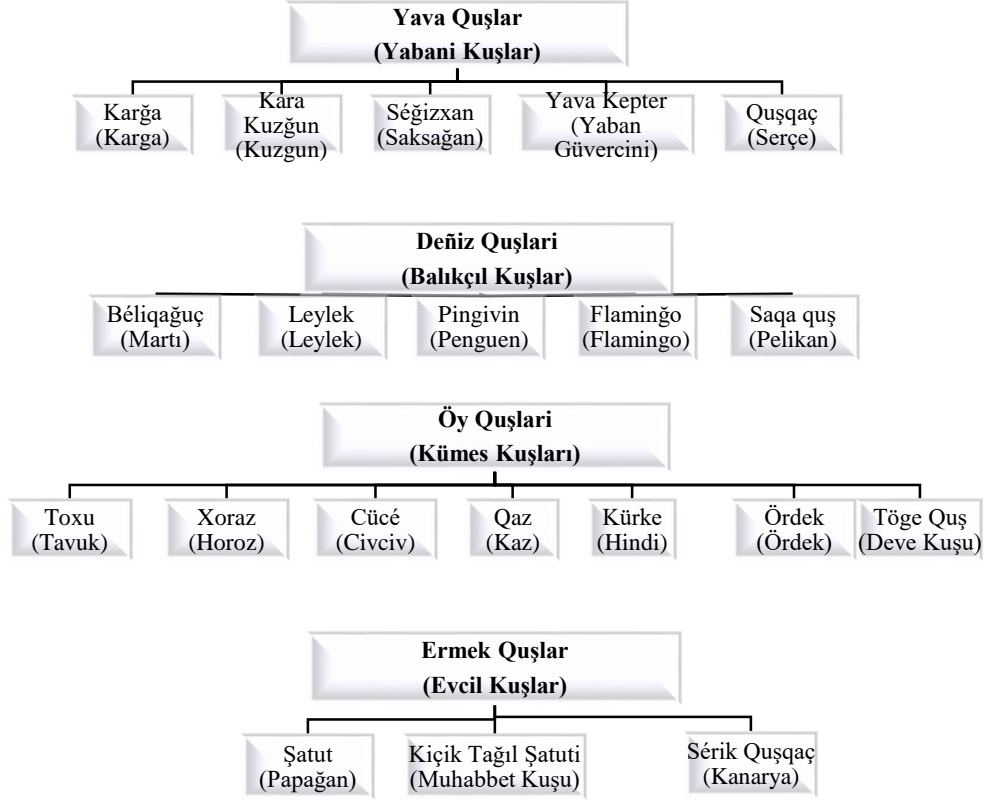 Yava Quşlar
(Yabani Kuşlar)
Karğa
(Karga)
Kara
Kuzğun
(Kuzgun)
Séğizxan
(Saksağan)
Yava Kepter
(Yaban
Güvercini)
Quşqaç
(Serçe)
Deñiz Quşlari
(Balıkçıl Kuşlar)
Béliqağuç
(Martı)
Leylek
(Leylek)
Pingivin
(Penguen)
Flaminğo
(Flamingo)
Saqa quş
(Pelikan)
Öy Quşlari
(Kümes Kuşları)
Toxu
(Tavuk)
Xoraz
(Horoz)
Cücé
(Civciv)
Qaz
(Kaz)
Kürke
(Hindi)
Ördek
(Ördek)
Töge Quş
(Deve Kuşu)
Ermek Quşlar
(Evcil Kuşlar)
Şatut
(Papağan)
Kiçik Tağıl Şatuti
(Muhabbet Kuşu)
Sérik Quşqaç
(Kanarya)